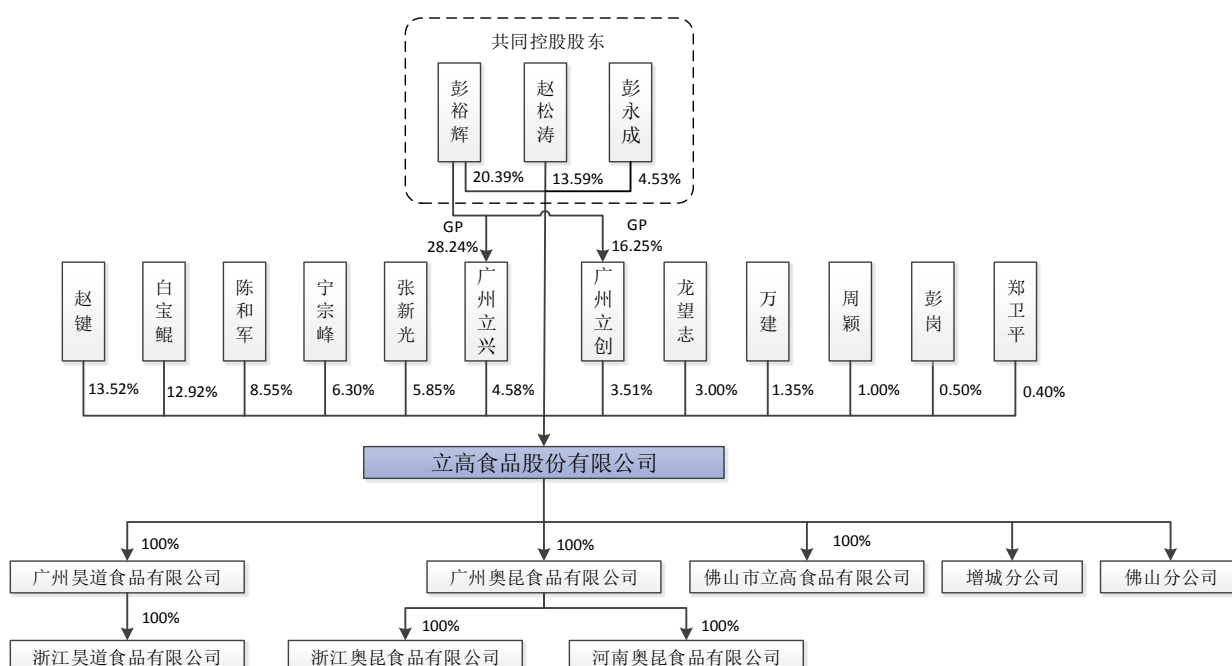 共同控股股东
彭裕辉
赵松涛
彭永成
20.39%
13.59%
4.53%
GP
28.24%
GP
16.25%
赵键
白宝鲲
陈和军
宁宗峰
张新光
广州立兴
广州立创
龙望志
万建
周颖
彭岗
郑卫平
13.52%
12.92%
8.55%
6.30%
5.85%
4.58%
3.51%
3.00%
1.35%
1.00%
0.50%
0.40%
立高食品股份有限公司
100%
100%
100%
广州昊道食品有限公司
广州奥昆食品有限公司
佛山市立高食品有限公司
增城分公司
佛山分公司
100%
100%
100%
浙江昊道食品有限公司
浙江奥昆食品有限公司
河南奥昆食品有限公司